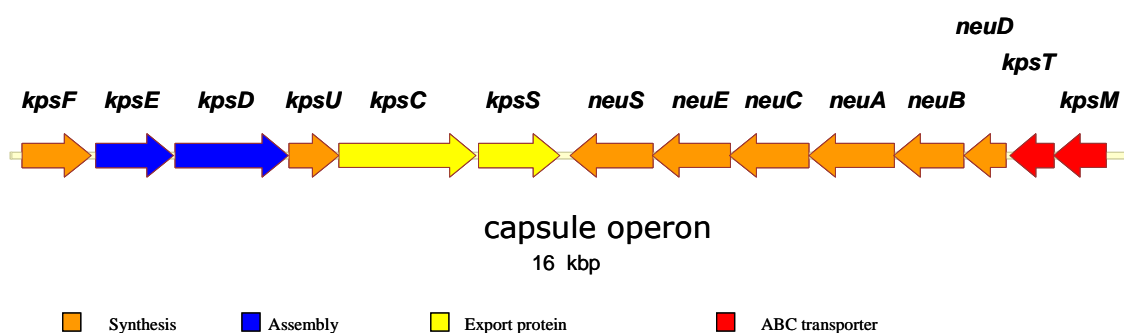 neuD
kpsT
kpsF kpsE kpsD kpsU kpsC kpsS neuS neuE neuC neuA neuB kpsM
capsule operon
16 kbp
Synthesis Assembly Export protein ABC transporter